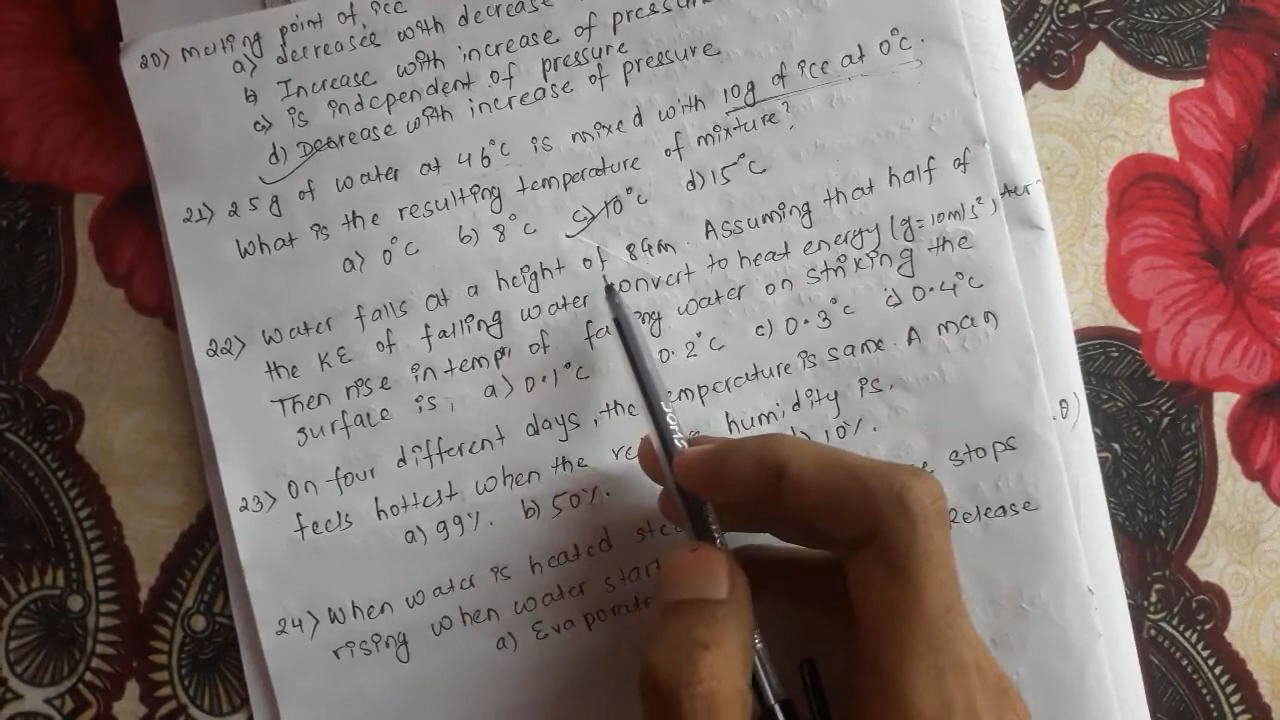 20) Melting point of ice
a) decreases with decrease
b) Increase with increase of pressure
c) is independent of pressure
d) Decrease with increase of pressure
21) 25g of water at 46°C is mixed with 10g of ice at 0°C.
What is the resulting temperature of mixture?
a) 0°C b) 8°C c) 10°C d) 15°C
22) Water falls at a height of 84m. Assuming that half of
the KE of falling water convert to heat energy (g=10m/s²)
Then rise in temp of falling water on striking the
surface is, a) 0.1°C 0.2°C c) 0.3°C d) 0.4°C
23) On four different days, the temperature is same. A man
feels hottest when the humidity is.
a) 99%. b) 50%. 10%.
24) When water is heated stops
rising when water start Release
a) Evaporat